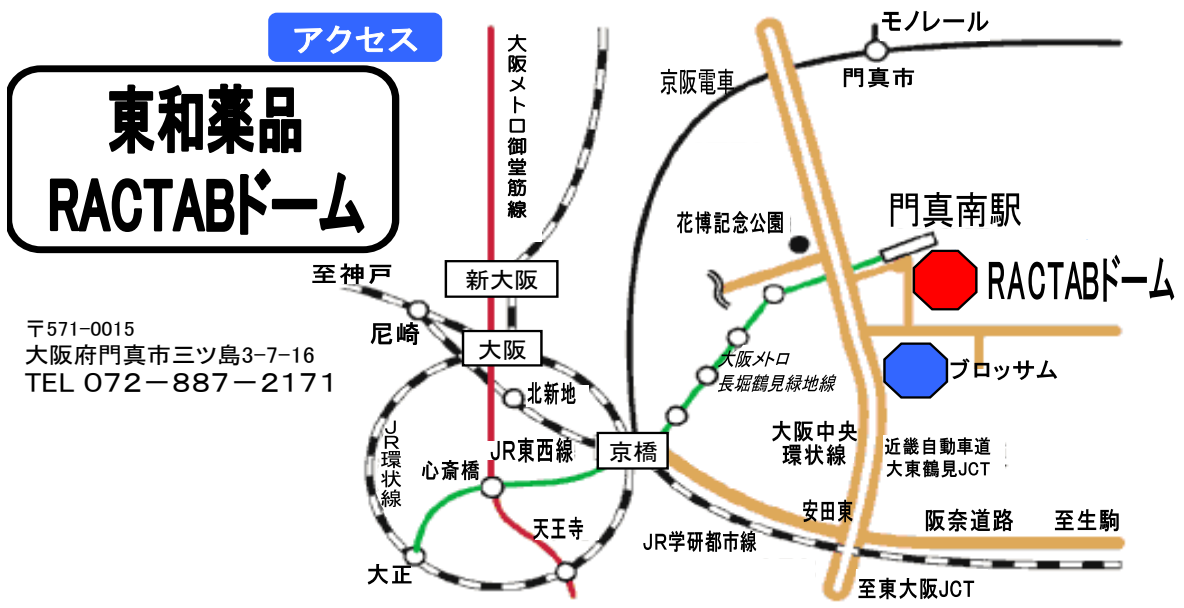 アクセス
東和薬品
RACTABドーム
〒571-0015
大阪府門真市三ツ島3-7-16
TEL 072－887－2171
大阪メトロ御堂筋線
モノレール
門真市
京阪電車
花博記念公園
門真南駅
RACTABドーム
新大阪
至神戸
尼崎
大阪
北新地
大阪メトロ
長堀鶴見緑地線
ブロッサム
JR環状線
心斎橋
JR東西線
京橋
大阪中央
環状線
近畿自動車道
大東鶴見JCT
安田東
阪奈道路
至生駒
天王寺
JR学研都市線
大正
至東大阪JCT